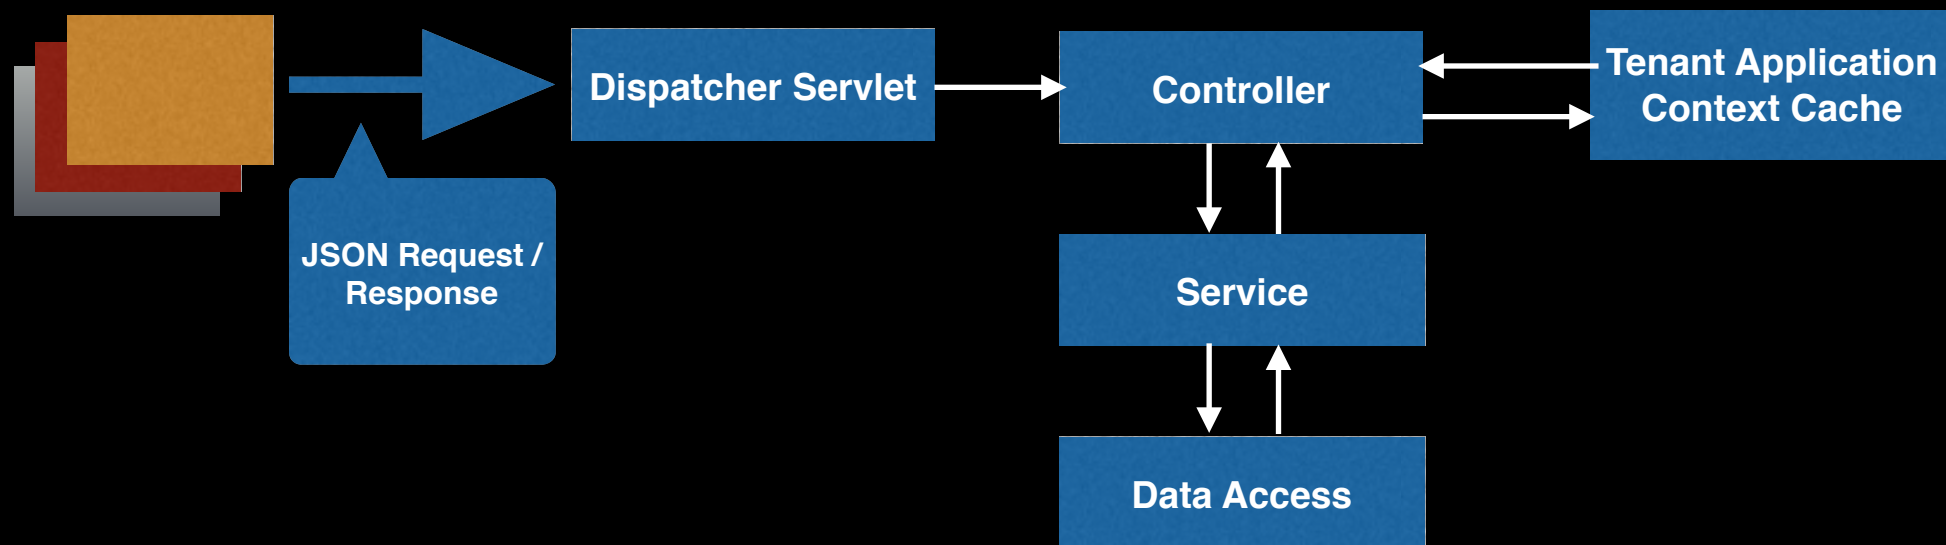 Dispatcher Servlet
Controller
Tenant Application
Context Cache
JSON Request /
Response
Service
Data Access